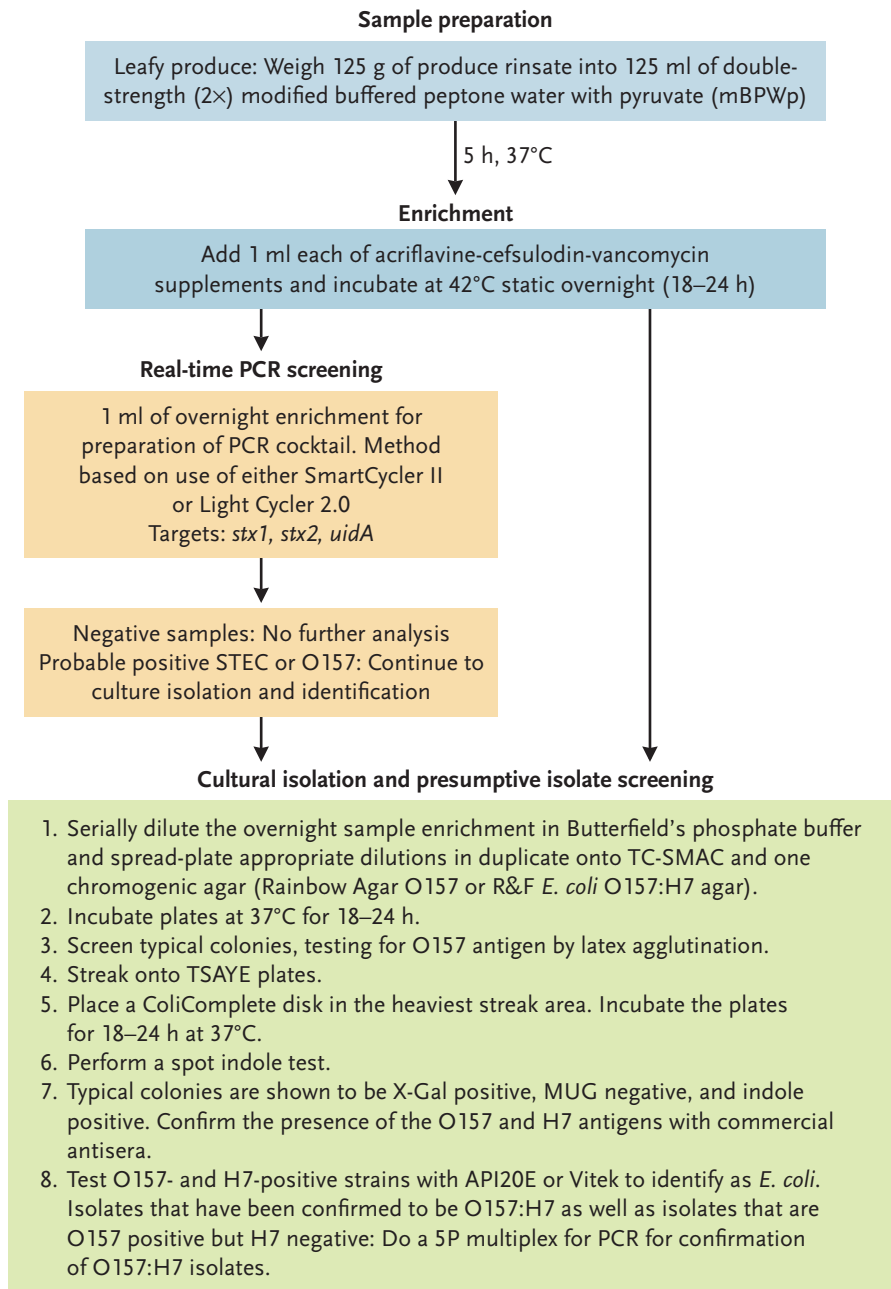 Sample preparation
Leafy produce: Weigh 125 g of produce rinsate into 125 ml of double-
strength (2×) modified buffered peptone water with pyruvate (mBPWp)
5 h, 37°C
Enrichment
Add 1 ml each of acriflavine-cefsulodin-vancomycin
supplements and incubate at 42°C static overnight (18–24 h)
Real-time PCR screening
1 ml of overnight enrichment for
preparation of PCR cocktail. Method
based on use of either SmartCycler II
or Light Cycler 2.0
Targets: stx1, stx2, uidA
Negative samples: No further analysis
Probable positive STEC or O157: Continue to
culture isolation and identification
Cultural isolation and presumptive isolate screening
1. Serially dilute the overnight sample enrichment in Butterfield's phosphate buffer
and spread-plate appropriate dilutions in duplicate onto TC-SMAC and one
chromogenic agar (Rainbow Agar O157 or R&F E. coli O157:H7 agar).
2. Incubate plates at 37°C for 18–24 h.
3. Screen typical colonies, testing for O157 antigen by latex agglutination.
4. Streak onto TSAYE plates.
5. Place a ColiComplete disk in the heaviest streak area. Incubate the plates
for 18–24 h at 37°C.
6. Perform a spot indole test.
7. Typical colonies are shown to be X-Gal positive, MUG negative, and indole
positive. Confirm the presence of the O157 and H7 antigens with commercial
antisera.
8. Test O157- and H7-positive strains with API20E or Vitek to identify as E. coli.
Isolates that have been confirmed to be O157:H7 as well as isolates that are
O157 positive but H7 negative: Do a 5P multiplex for PCR for confirmation
of O157:H7 isolates.